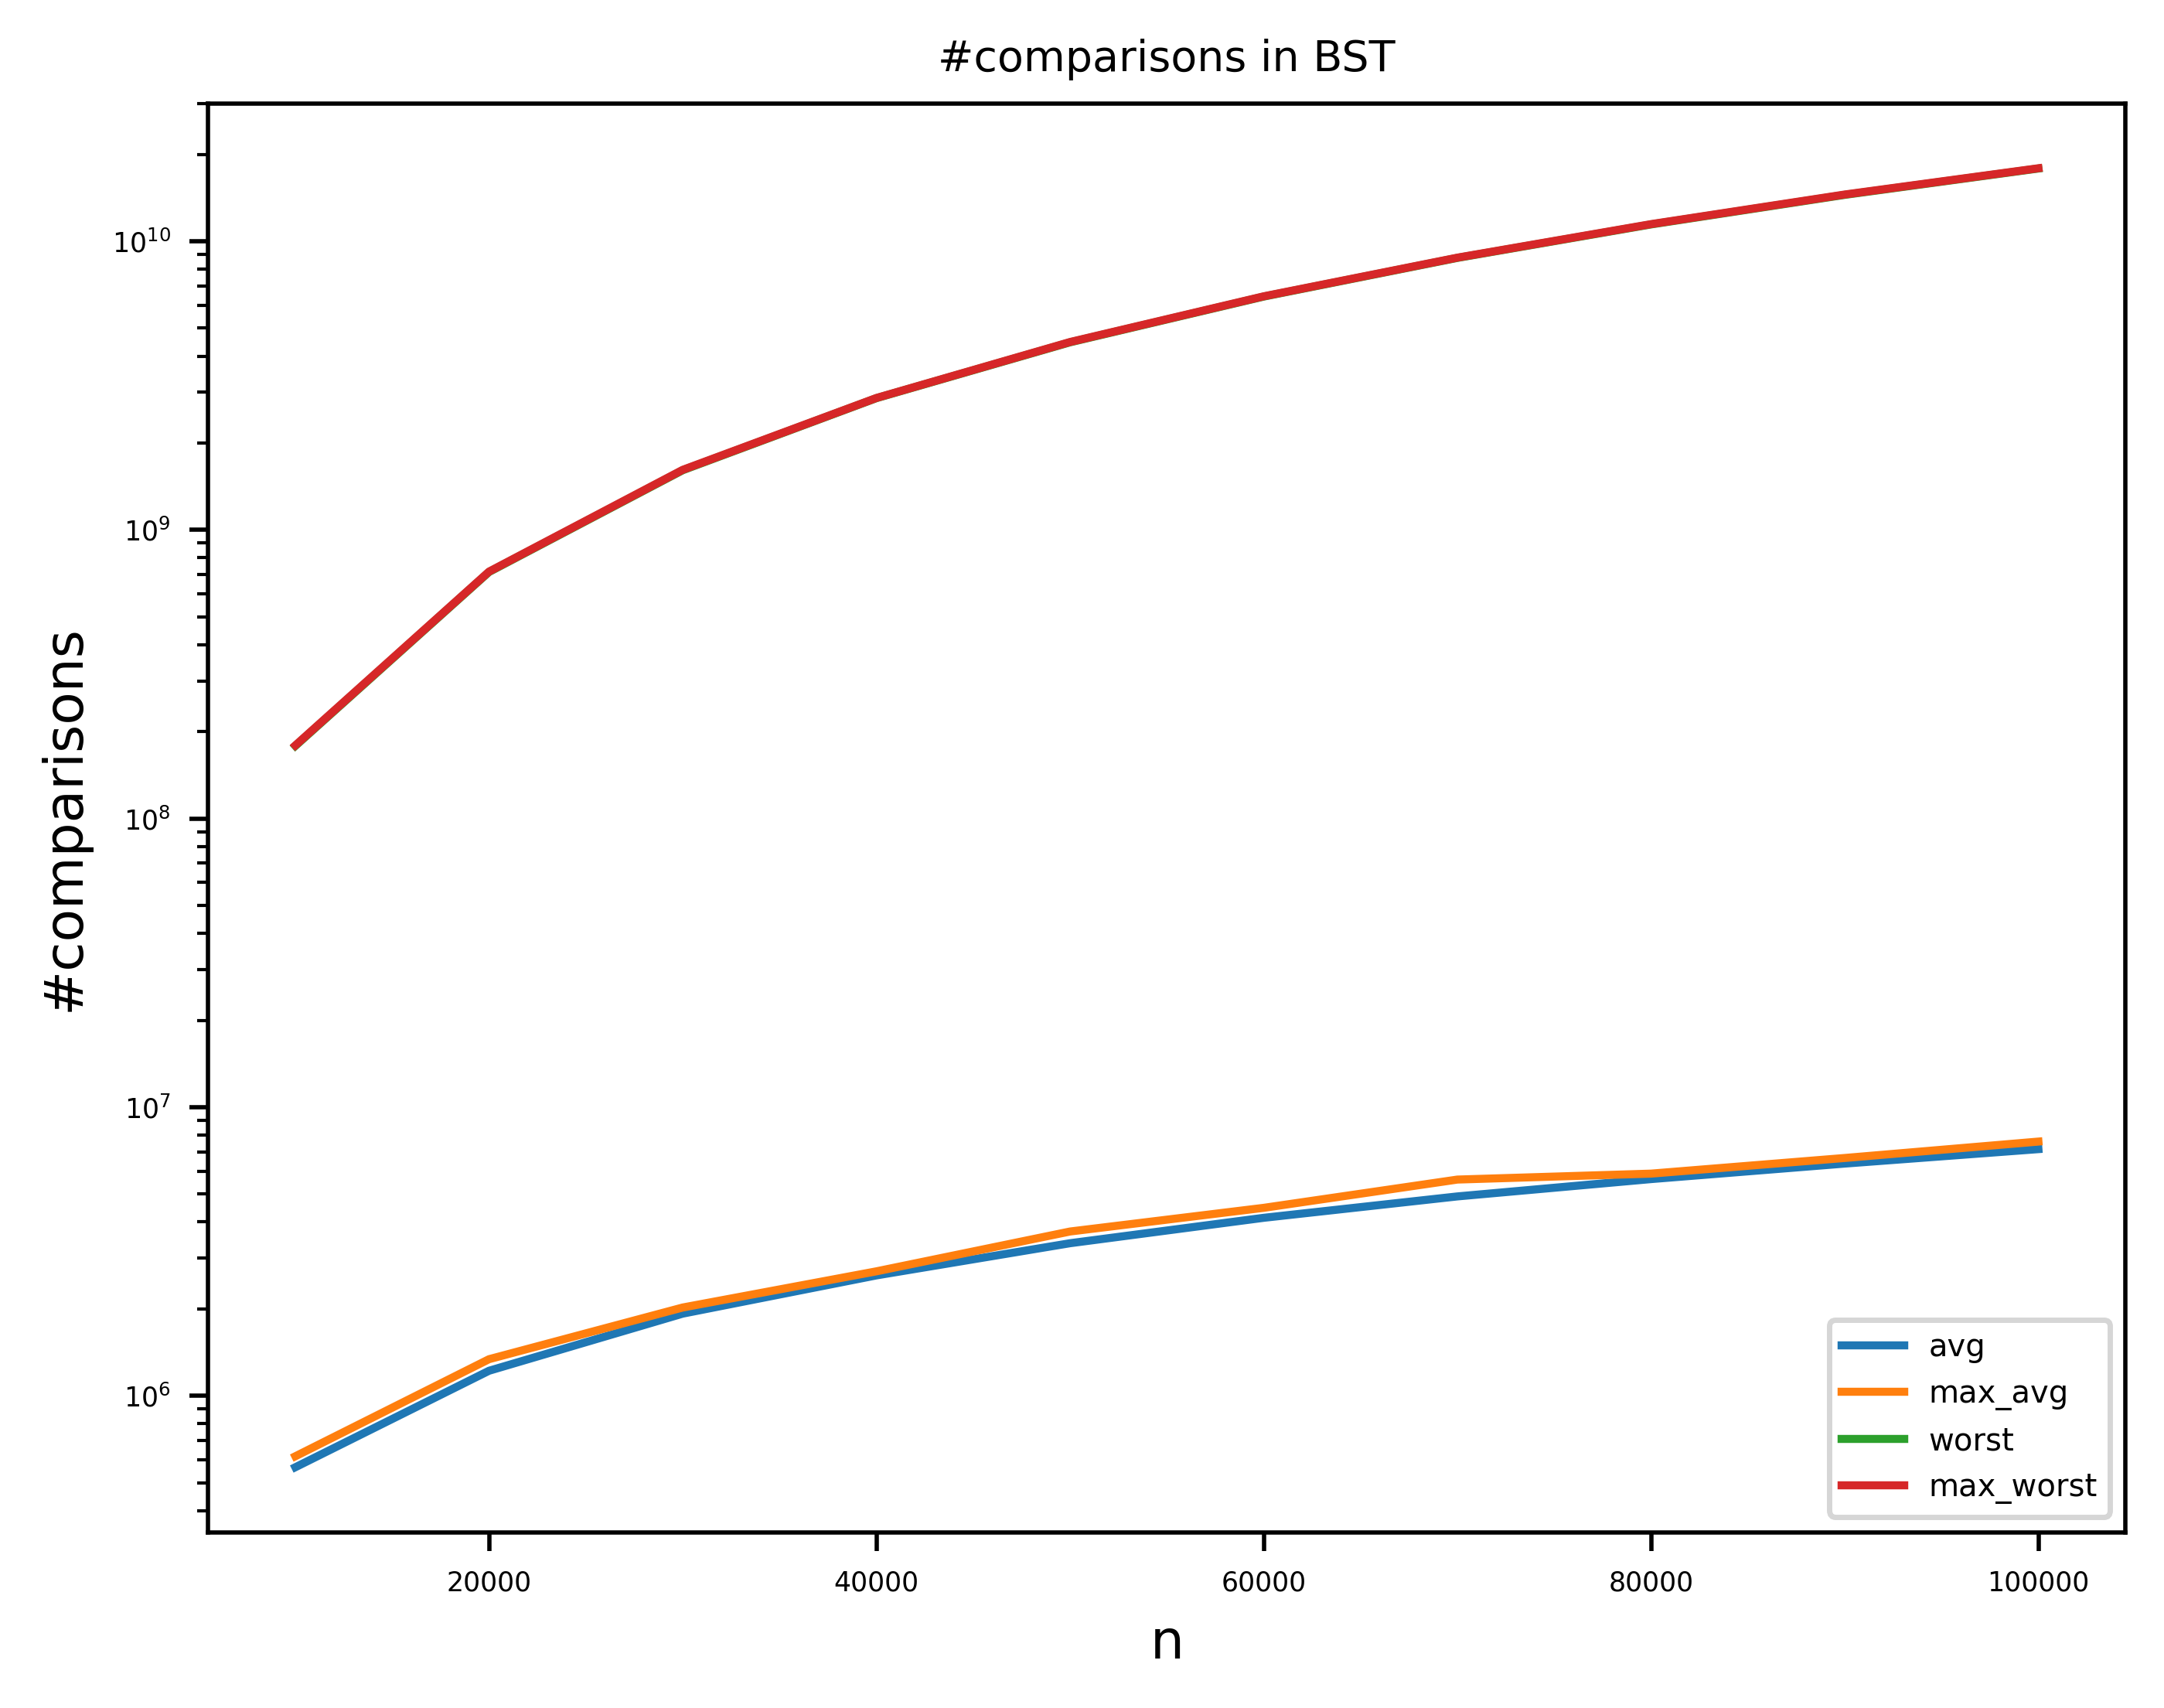 #comparisons in BST
#comparisons
10^10
10^9
10^8
10^7
10^6
avg
max_avg
worst
max_worst
20000 40000 60000 80000 100000
n